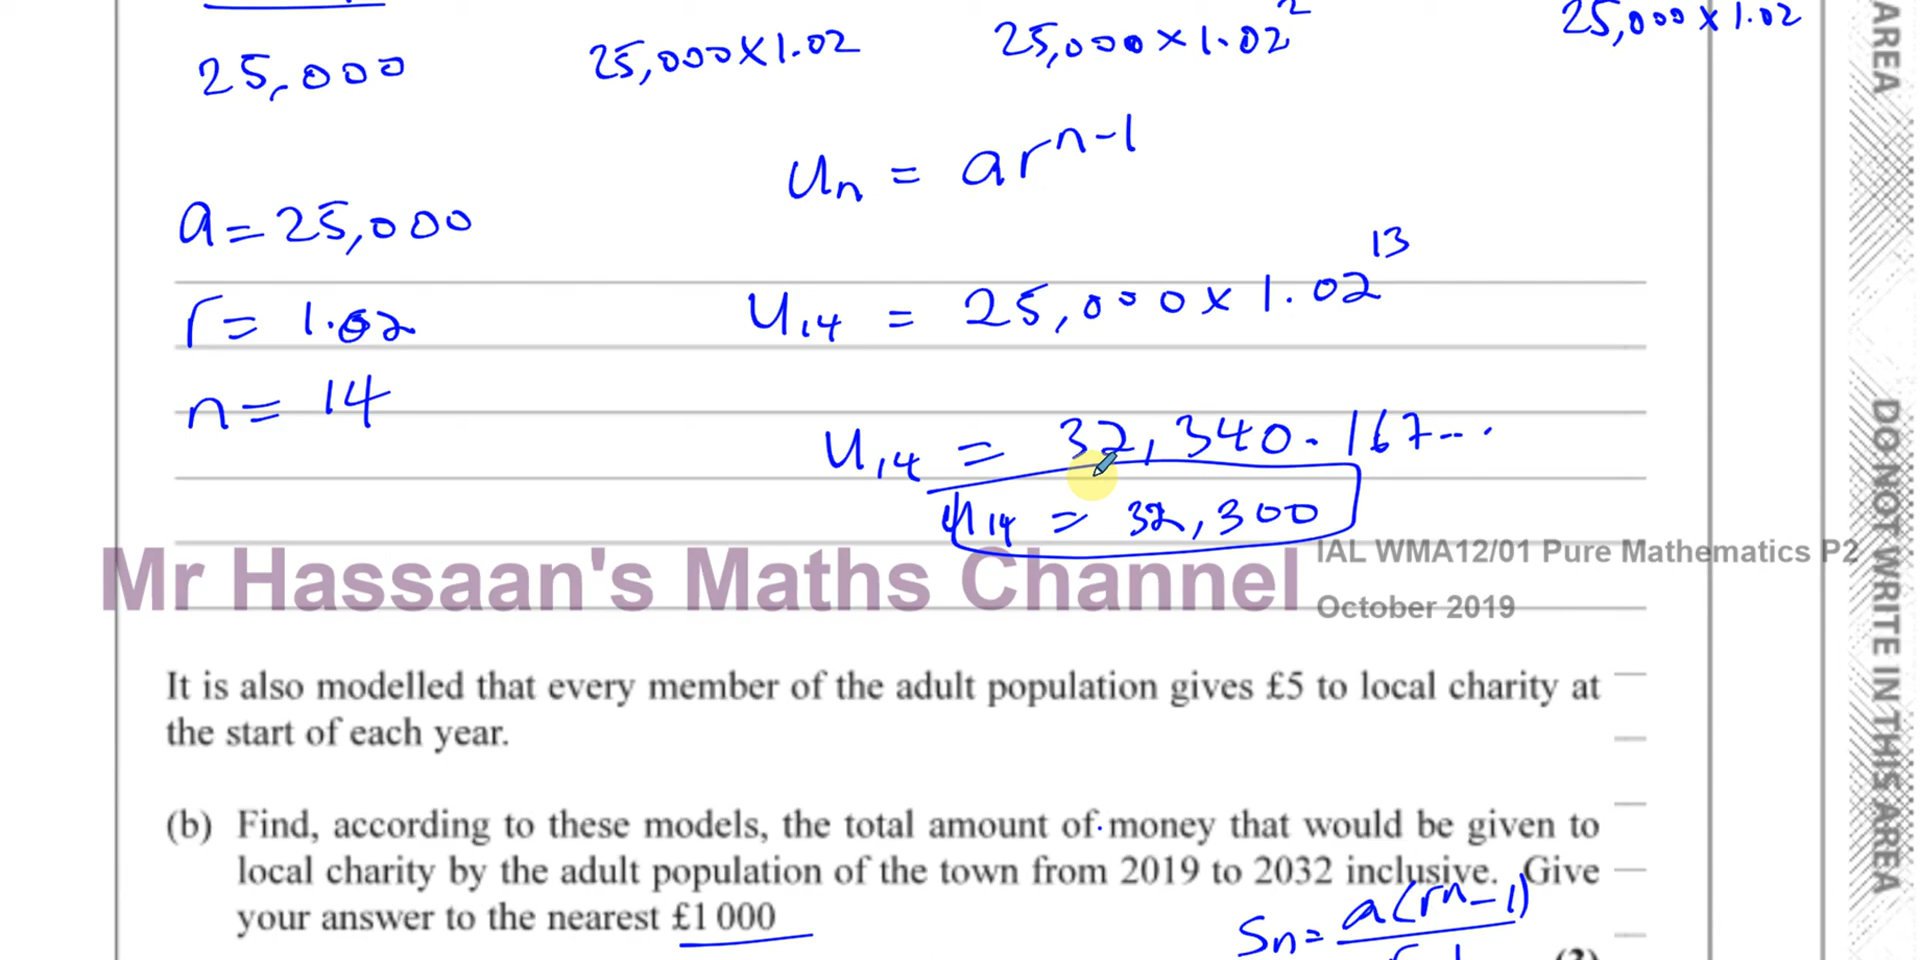 25,000 25,000×1.02 25,000×1.02² 25,000×1.02
Un = ar^n-1
a=25,000
r = 1.02 U14 = 25,000×1.02^13
n = 14
U14 = 32,340.167...
U14 = 32,300
Mr Hassaan's Maths Channel
IAL WMA12/01 Pure Mathematics P2
October 2019
It is also modelled that every member of the adult population gives £5 to local charity at
the start of each year.
(b) Find, according to these models, the total amount of money that would be given to
local charity by the adult population of the town from 2019 to 2032 inclusive. Give
your answer to the nearest £1 000
Sn = a(r^n-1)
AREA
DO NOT WRITE IN THIS AREA